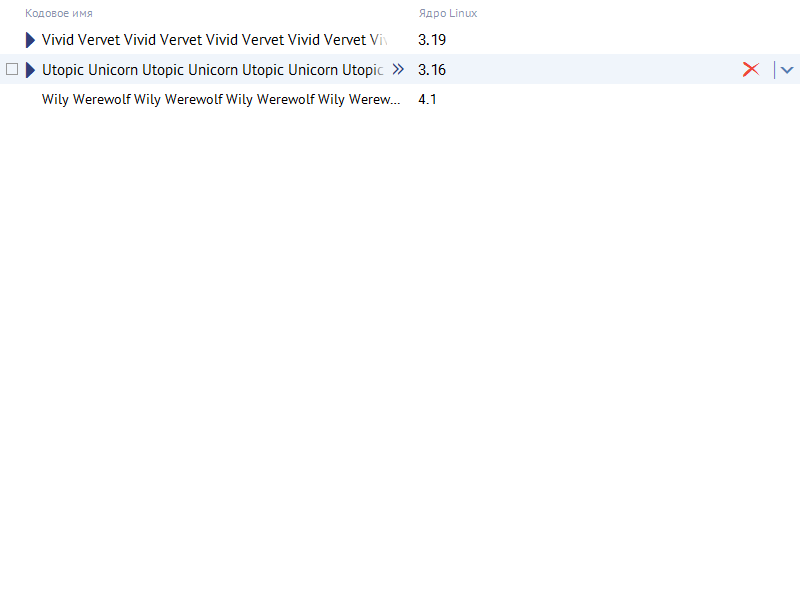 Кодовое имя Ядро Linux
Vivid Vervet Vivid Vervet Vivid Vervet Vivid Vervet 3.19
Utopic Unicorn Utopic Unicorn Utopic Unicorn Utopic 3.16
Wily Werewolf Wily Werewolf Wily Werewolf Wily Werew... 4.1